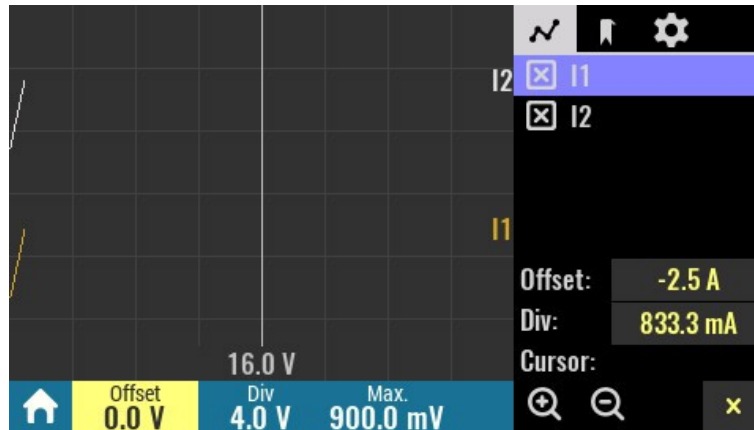 I2
I1
16.0 V
Offset
0.0 V
Div
4.0 V
Max.
900.0 mV
I1
I2
Offset: -2.5 A
Div: 833.3 mA
Cursor:
×